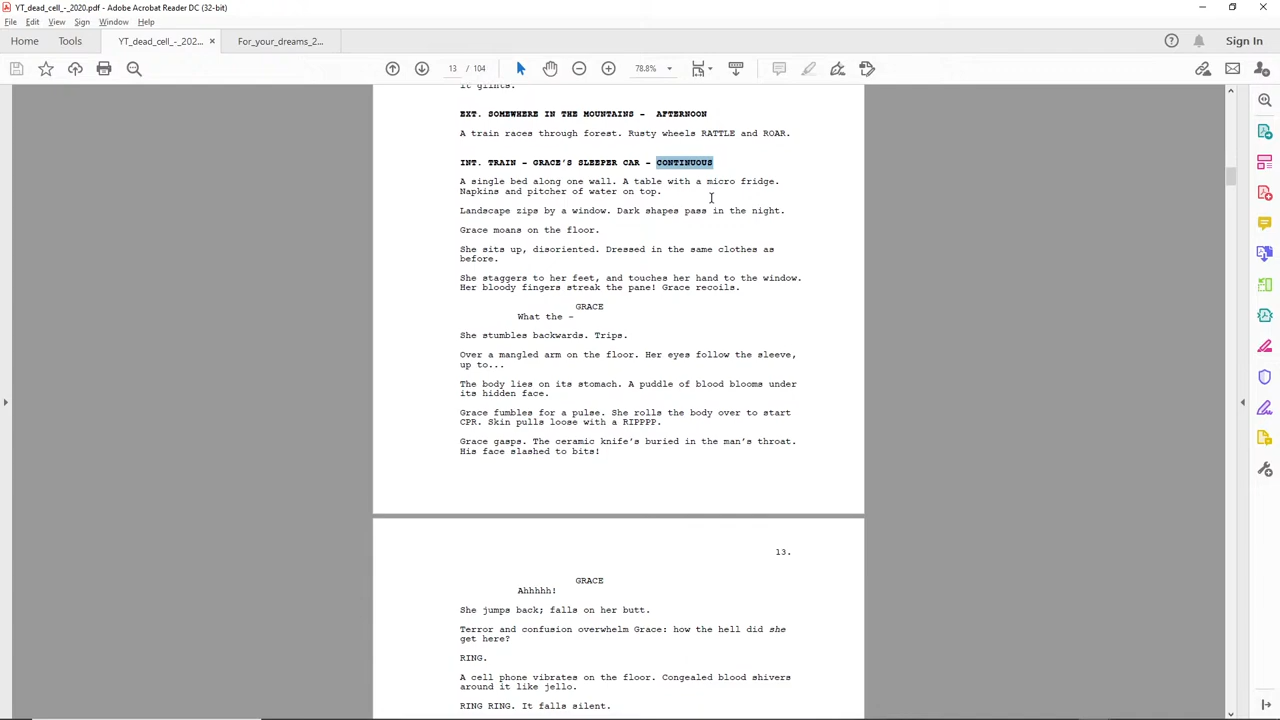 YT_dead_cell_-_2020.pdf - Adobe Acrobat Reader DC (32-bit)
File Edit View Sign Window Help
Home Tools YT_dead_cell_-_202... × For_your_dreams_2... Sign In
13 / 104 78.8%
it glints.
EXT. SOMEWHERE IN THE MOUNTAINS - AFTERNOON
A train races through forest. Rusty wheels RATTLE and ROAR.
INT. TRAIN - GRACE'S SLEEPER CAR - CONTINUOUS
A single bed along one wall. A table with a micro fridge.
Napkins and pitcher of water on top.
Landscape zips by a window. Dark shapes pass in the night.
Grace moans on the floor.
She sits up, disoriented. Dressed in the same clothes as
before.
She staggers to her feet, and touches her hand to the window.
Her bloody fingers streak the pane! Grace recoils.
GRACE
What the -
She stumbles backwards. Trips.
Over a mangled arm on the floor. Her eyes follow the sleeve,
up to...
The body lies on its stomach. A puddle of blood blooms under
its hidden face.
Grace fumbles for a pulse. She rolls the body over to start
CPR. Skin pulls loose with a RIPPPP.
Grace gasps. The ceramic knife's buried in the man's throat.
His face slashed to bits!
13.
GRACE
Ahhhhh!
She jumps back; falls on her butt.
Terror and confusion overwhelm Grace: how the hell did she
get here?
RING.
A cell phone vibrates on the floor. Congealed blood shivers
around it like jello.
RING RING. It falls silent.